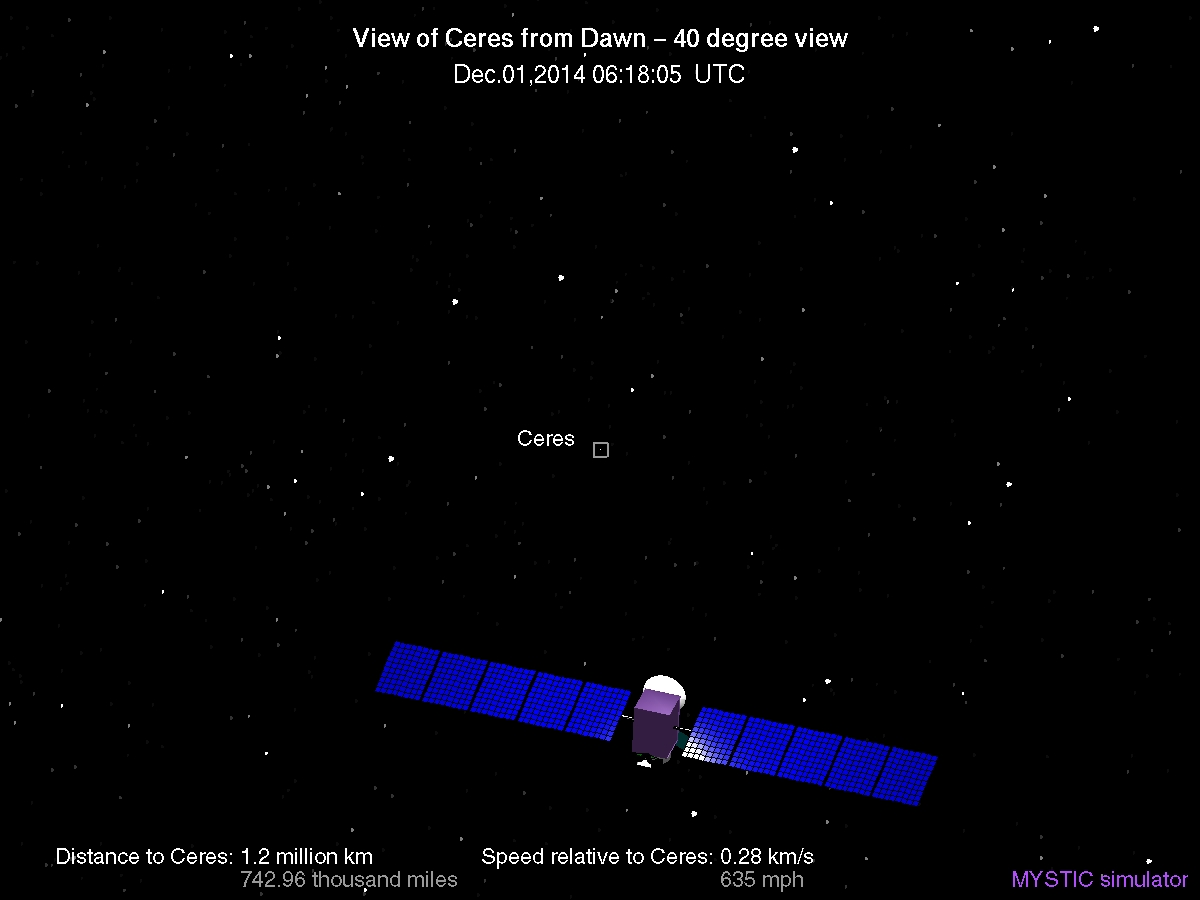 View of Ceres from Dawn – 40 degree view
Dec.01,2014 06:18:05 UTC
Ceres
Distance to Ceres: 1.2 million km
742.96 thousand miles
Speed relative to Ceres: 0.28 km/s
635 mph
MYSTIC simulator